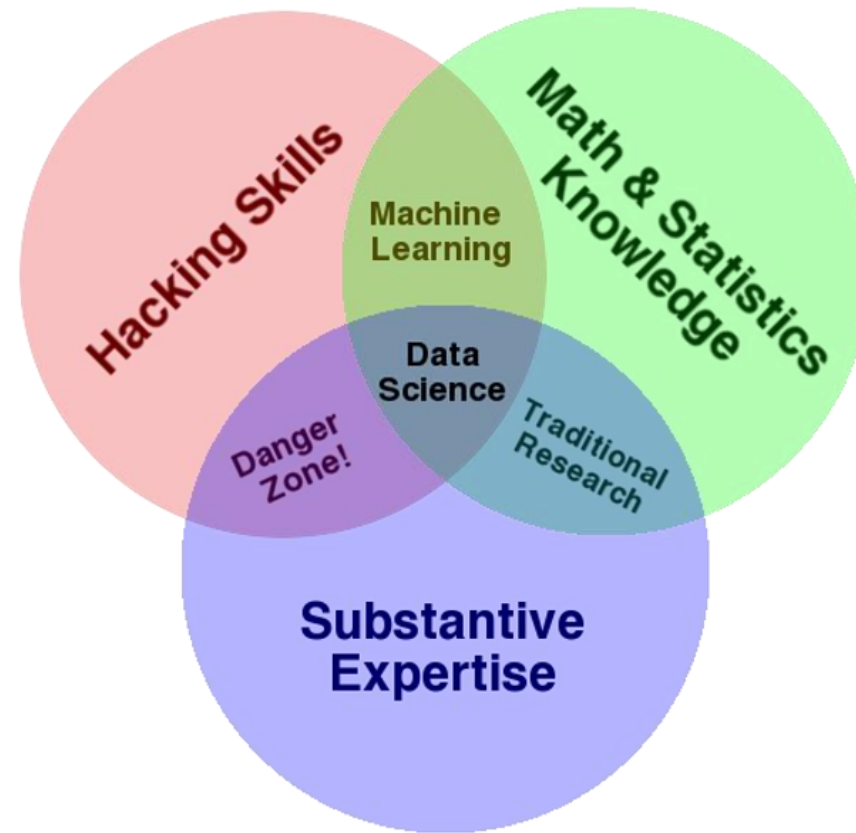 Hacking Skills
Math & Statistics
Knowledge
Machine
Learning
Data
Science
Danger
Zone!
Traditional
Research
Substantive
Expertise